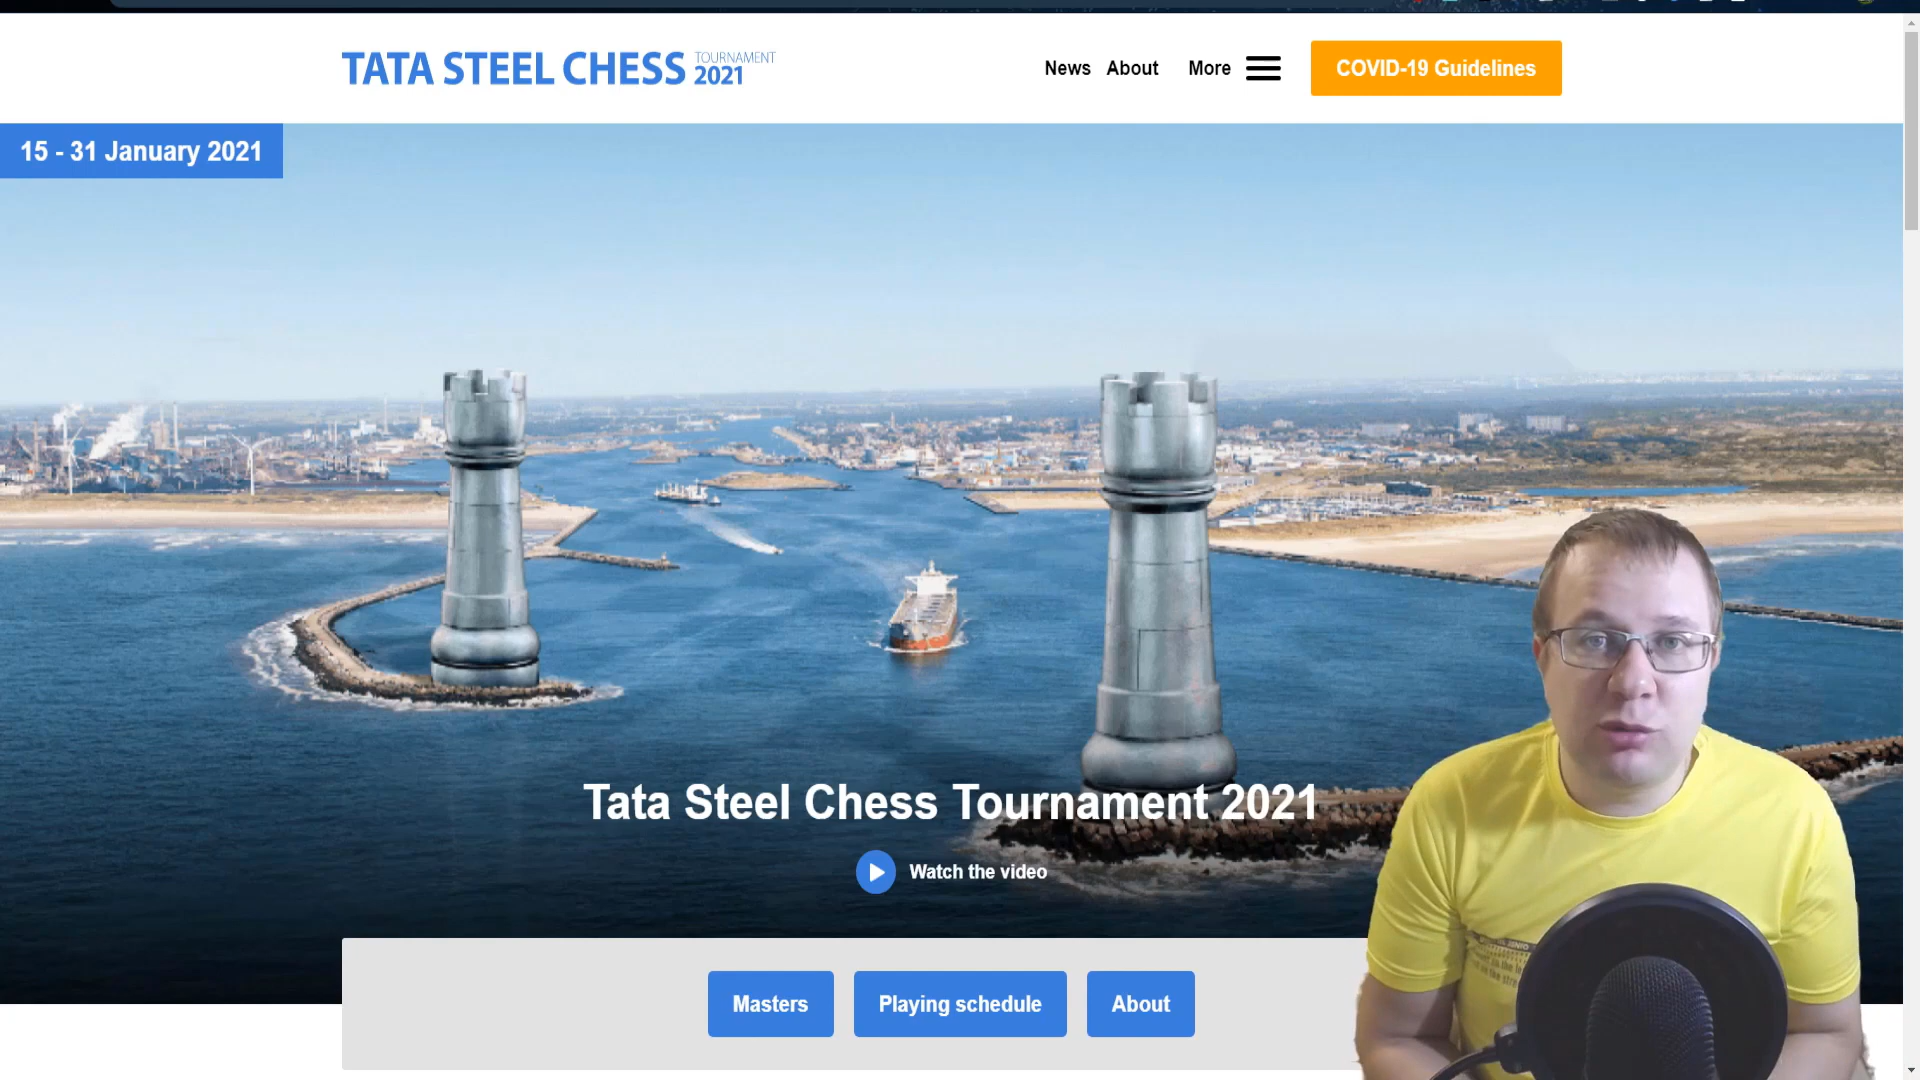 TATA STEEL CHESS TOURNAMENT 2021
News About More COVID-19 Guidelines
15 - 31 January 2021
Tata Steel Chess Tournament 2021
Watch the video
Masters Playing schedule About